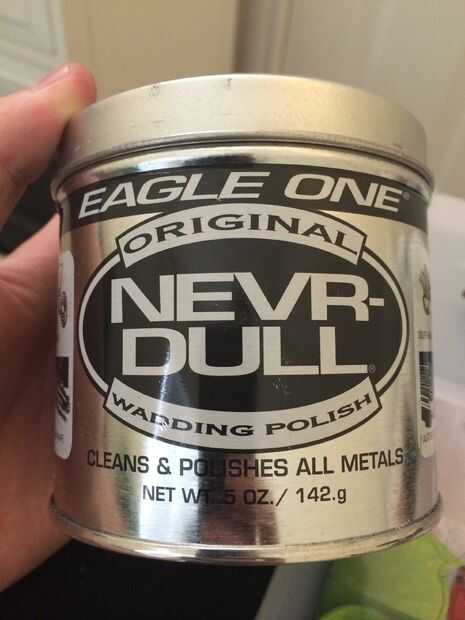 EAGLE ONE®
ORIGINAL
NEVR-
DULL®
WADDING POLISH
CLEANS & POLISHES ALL METALS
NET WT. 5 OZ./ 142.g